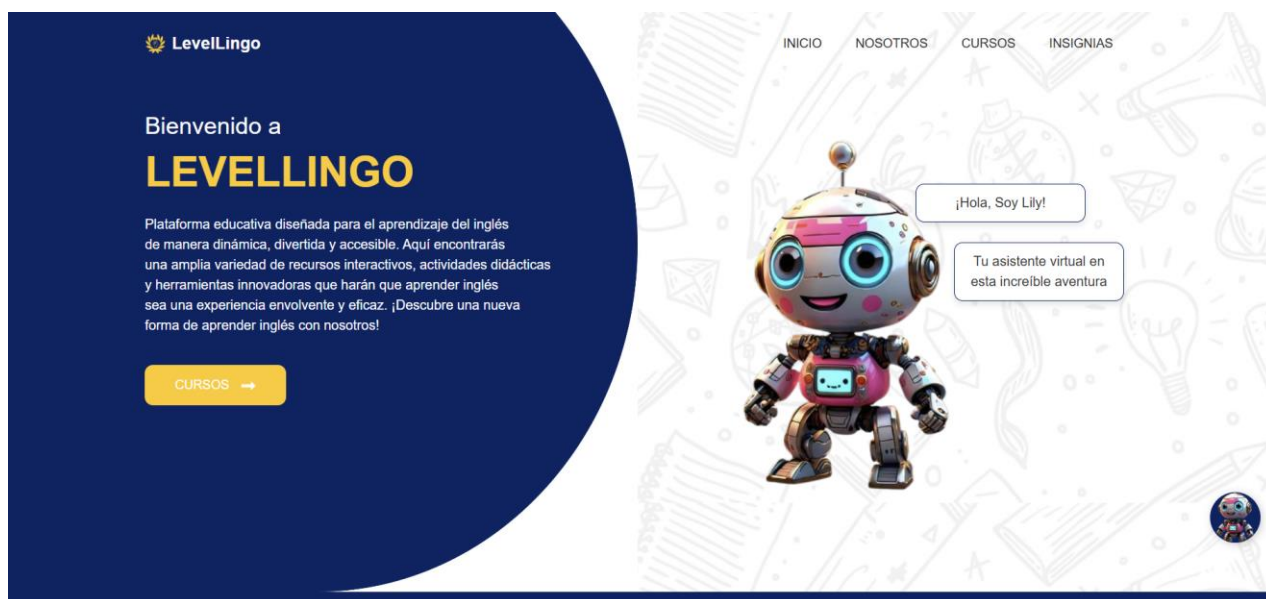 LevelLingo
INICIO NOSOTROS CURSOS INSIGNIAS
Bienvenido a
LEVELLINGO
Plataforma educativa diseñada para el aprendizaje del inglés
de manera dinámica, divertida y accesible. Aquí encontrarás
una amplia variedad de recursos interactivos, actividades didácticas
y herramientas innovadoras que harán que aprender inglés
sea una experiencia envolvente y eficaz. ¡Descubre una nueva
forma de aprender inglés con nosotros!
CURSOS
¡Hola, Soy Lily!
Tu asistente virtual en
esta increíble aventura